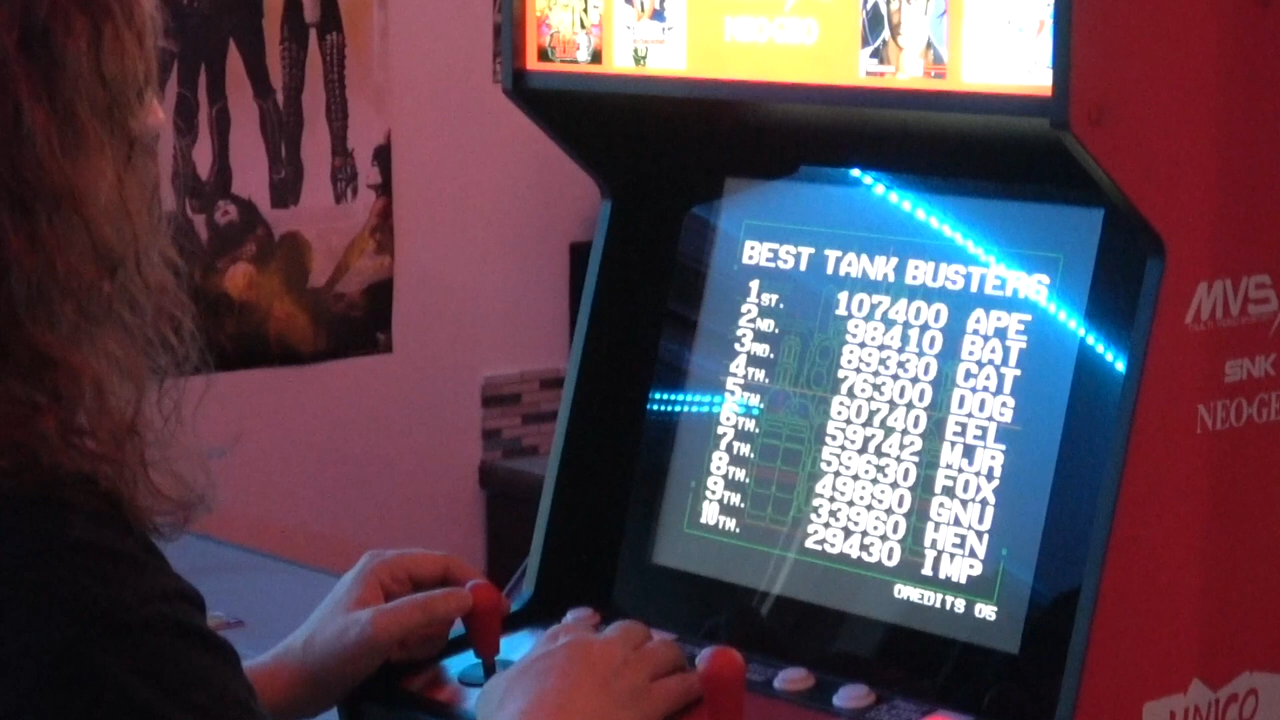 NEO·GEO
BEST TANK BUSTERS
1ST. 107400 APE
2ND. 98410 BAT
3RD. 89330 CAT
4TH. 76300 DOG
5TH. 60740 EEL
6TH. 59742 MJR
7TH. 59630 FOX
8TH. 49890 GNU
9TH. 33960 HEN
10TH. 29430 IMP
CREDITS 05
MVS
SNK
NEO·GE
UNICO